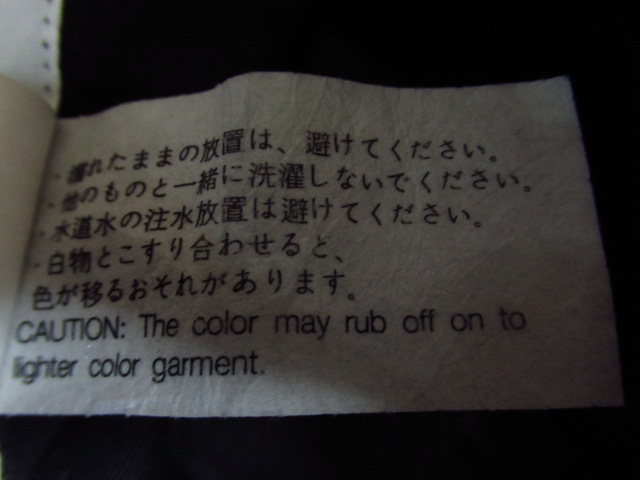 ・濡れたままの放置は、避けてください。
・他のものと一緒に洗濯しないでください。
・水道水の注水放置は避けてください。
・白物とこすり合わせると、
色が移るおそれがあります。
CAUTION: The color may rub off on to
lighter color garment.